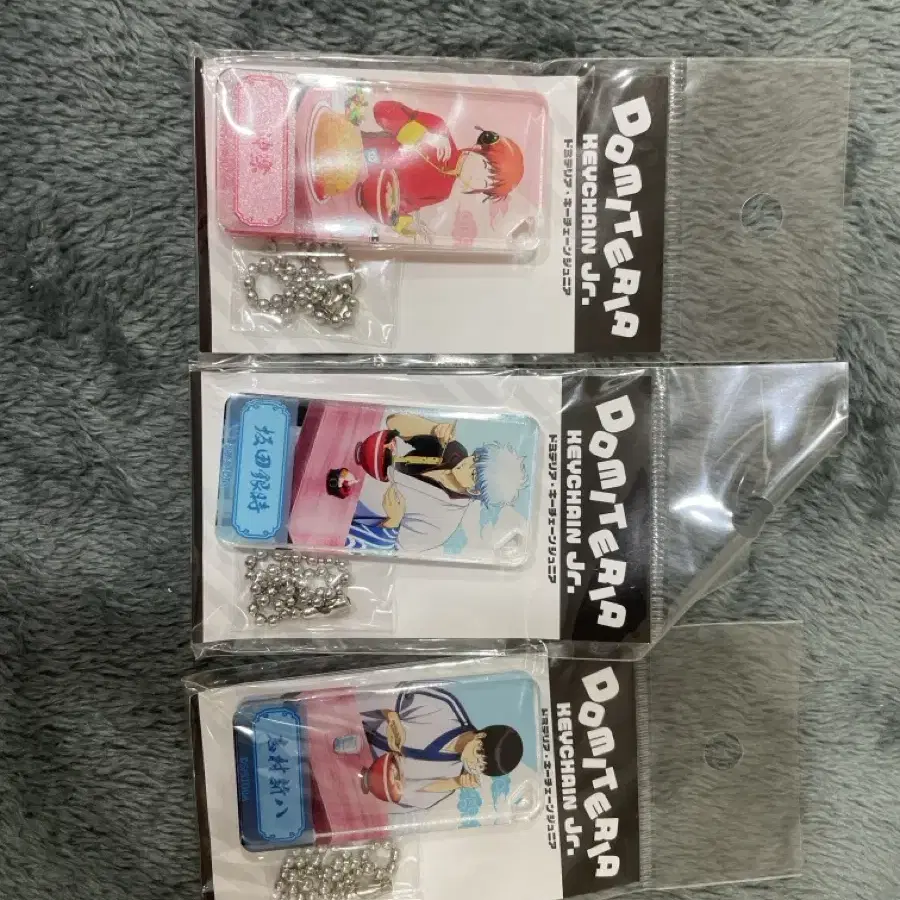 DOMITERIA
KEYCHAIN Jr.
ドミテリア・キーチェーンジュニア
神楽
DOMITERIA
KEYCHAIN Jr.
ドミテリア・キーチェーンジュニア
坂田銀時
DOMITERIA
KEYCHAIN Jr.
ドミテリア・キーチェーンジュニア
志村新八